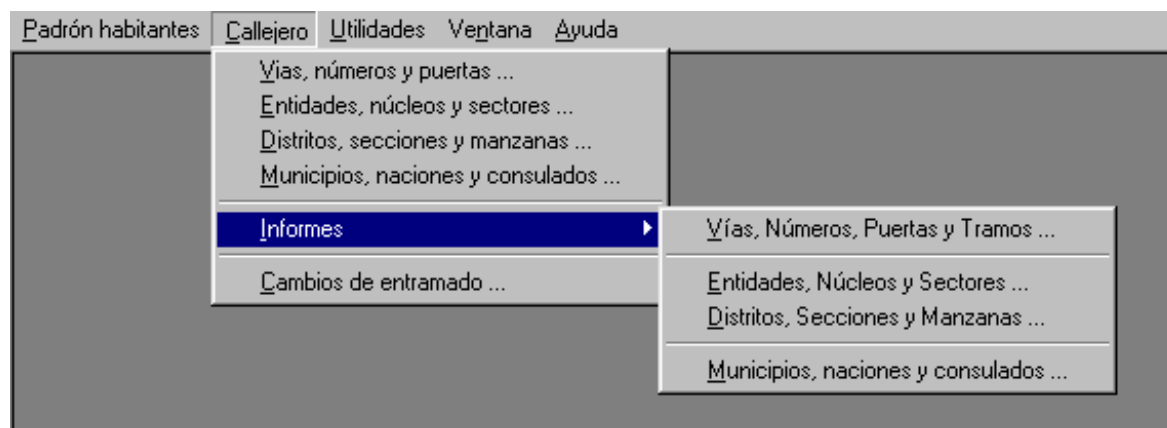 Padrón habitantes Callejero Utilidades Ventana Ayuda
Vias, números y puertas ...
Entidades, núcleos y sectores ...
Distritos, secciones y manzanas ...
Municipios, naciones y consulados ...
Informes
Cambios de entramado ...
Vías, Números, Puertas y Tramos ...
Entidades, Núcleos y Sectores ...
Distritos, Secciones y Manzanas ...
Municipios, naciones y consulados ...